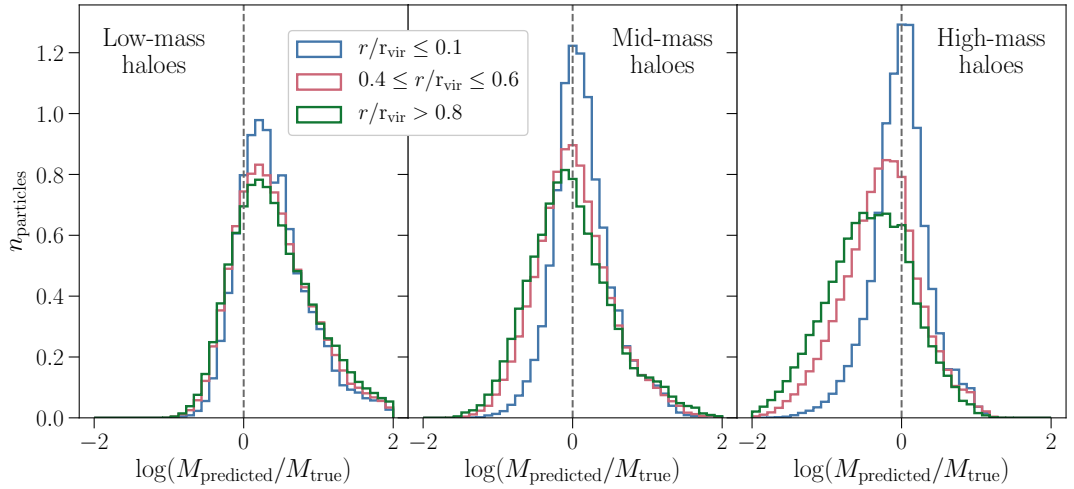 Low-mass
haloes
r/r_vir ≤ 0.1
0.4 ≤ r/r_vir ≤ 0.6
r/r_vir > 0.8
Mid-mass
haloes
High-mass
haloes
n_particles
1.2
1.0
0.8
0.6
0.4
0.2
0.0
−2 0 2
−2 0 2
−2 0 2
log(M_predicted/M_true)
log(M_predicted/M_true)
log(M_predicted/M_true)